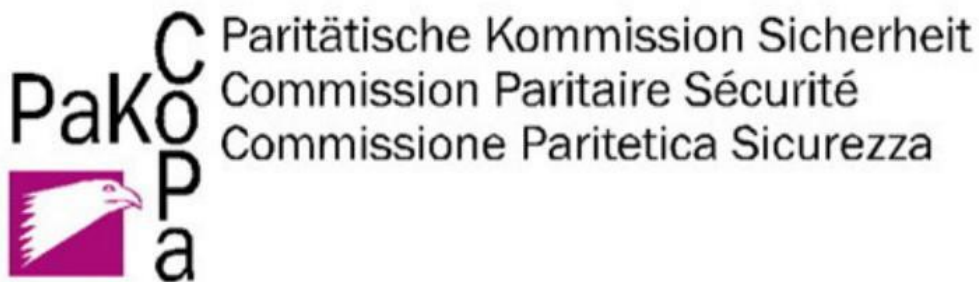 PaKo
CoPa
Paritätische Kommission Sicherheit
Commission Paritaire Sécurité
Commissione Paritetica Sicurezza